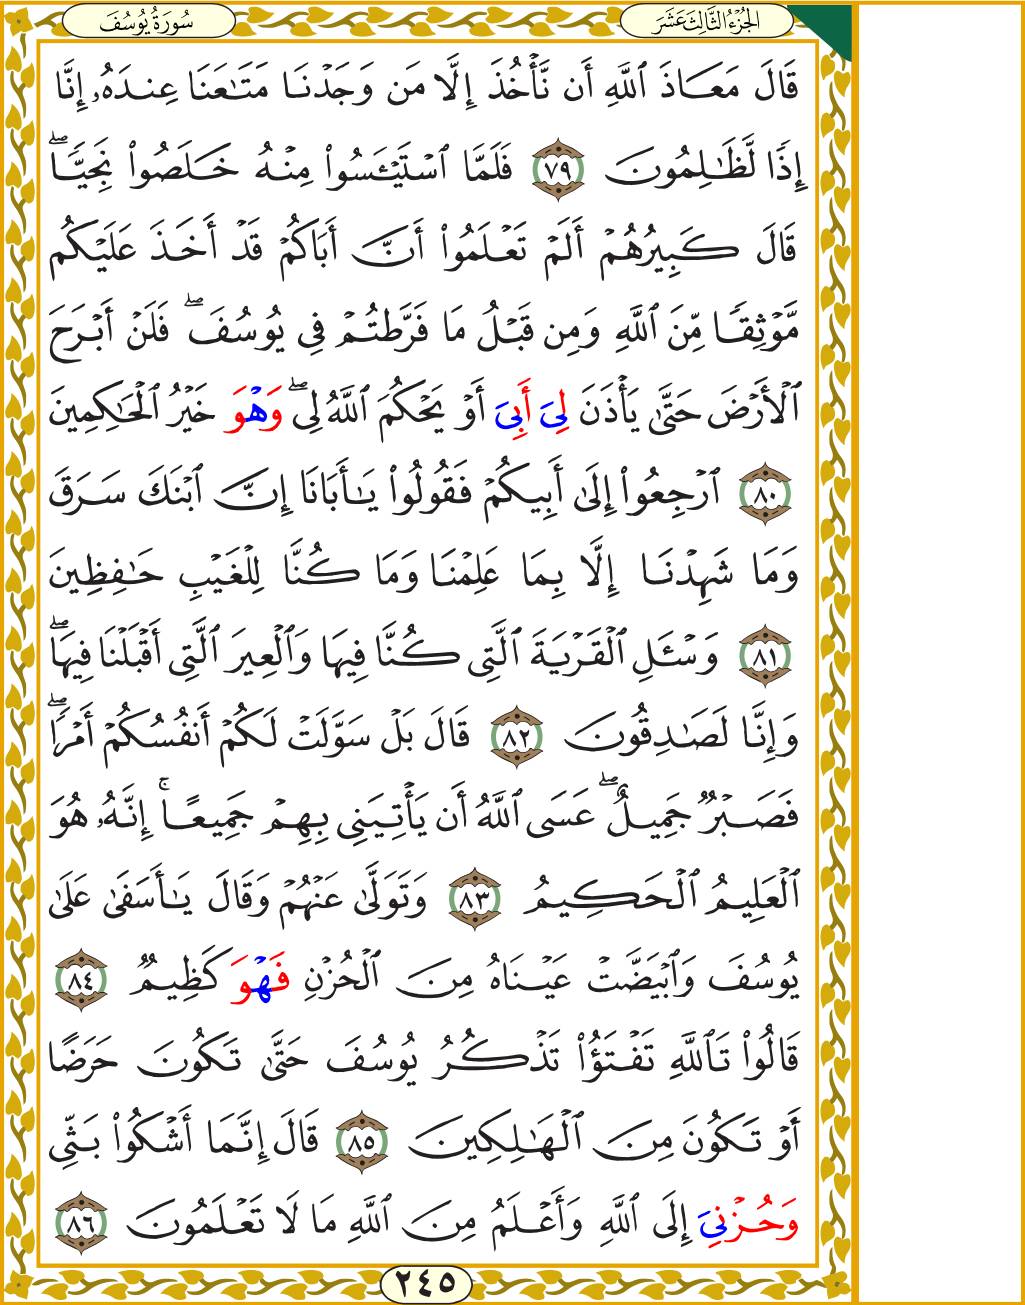 سُورَةُ يُوسُفَ
الجُزْءُ الثَّالِثَ عَشَرَ
قَالَ مَعَاذَ ٱللَّهِ أَن نَّأْخُذَ إِلَّا مَن وَجَدْنَا مَتَٰعَنَا عِندَهُۥ إِنَّا
إِذًا لَّظَٰلِمُونَ ٧٩ فَلَمَّا ٱسْتَيْـَٔسُوا۟ مِنْهُ خَلَصُوا۟ نَجِيًّاۖ
قَالَ كَبِيرُهُمْ أَلَمْ تَعْلَمُوٓا۟ أَنَّ أَبَاكُمْ قَدْ أَخَذَ عَلَيْكُم
مَّوْثِقًا مِّنَ ٱللَّهِ وَمِن قَبْلُ مَا فَرَّطتُمْ فِي يُوسُفَۖ فَلَنْ أَبْرَحَ
ٱلْأَرْضَ حَتَّىٰ يَأْذَنَ لِيَ أَبِيَ أَوْ يَحْكُمَ ٱللَّهُ لِيۖ وَهْوَ خَيْرُ ٱلْحَٰكِمِينَ
٨٠ ٱرْجِعُوا۟ إِلَىٰ أَبِيكُمْ فَقُولُوا۟ يَٰأَبَانَا إِنَّ ٱبْنَكَ سَرَقَ
وَمَا شَهِدْنَا إِلَّا بِمَا عَلِمْنَا وَمَا كُنَّا لِلْغَيْبِ حَٰفِظِينَ
٨١ وَسْـَٔلِ ٱلْقَرْيَةَ ٱلَّتِي كُنَّا فِيهَا وَٱلْعِيرَ ٱلَّتِي أَقْبَلْنَا فِيهَاۖ
وَإِنَّا لَصَٰدِقُونَ ٨٢ قَالَ بَلْ سَوَّلَتْ لَكُمْ أَنفُسُكُمْ أَمْرًاۖ
فَصَبْرٌ جَمِيلٌۖ عَسَى ٱللَّهُ أَن يَأْتِيَنِي بِهِمْ جَمِيعًاۚ إِنَّهُۥ هُوَ
ٱلْعَلِيمُ ٱلْحَكِيمُ ٨٣ وَتَوَلَّىٰ عَنْهُمْ وَقَالَ يَٰأَسَفَىٰ عَلَىٰ
يُوسُفَ وَٱبْيَضَّتْ عَيْنَاهُ مِنَ ٱلْحُزْنِ فَهْوَ كَظِيمٌ ٨٤
قَالُوا۟ تَٱللَّهِ تَفْتَؤُا۟ تَذْكُرُ يُوسُفَ حَتَّىٰ تَكُونَ حَرَضًا
أَوْ تَكُونَ مِنَ ٱلْهَٰلِكِينَ ٨٥ قَالَ إِنَّمَا أَشْكُوا۟ بَثِّي
وَحُزْنِيَ إِلَى ٱللَّهِ وَأَعْلَمُ مِنَ ٱللَّهِ مَا لَا تَعْلَمُونَ ٨٦
٢٤٥